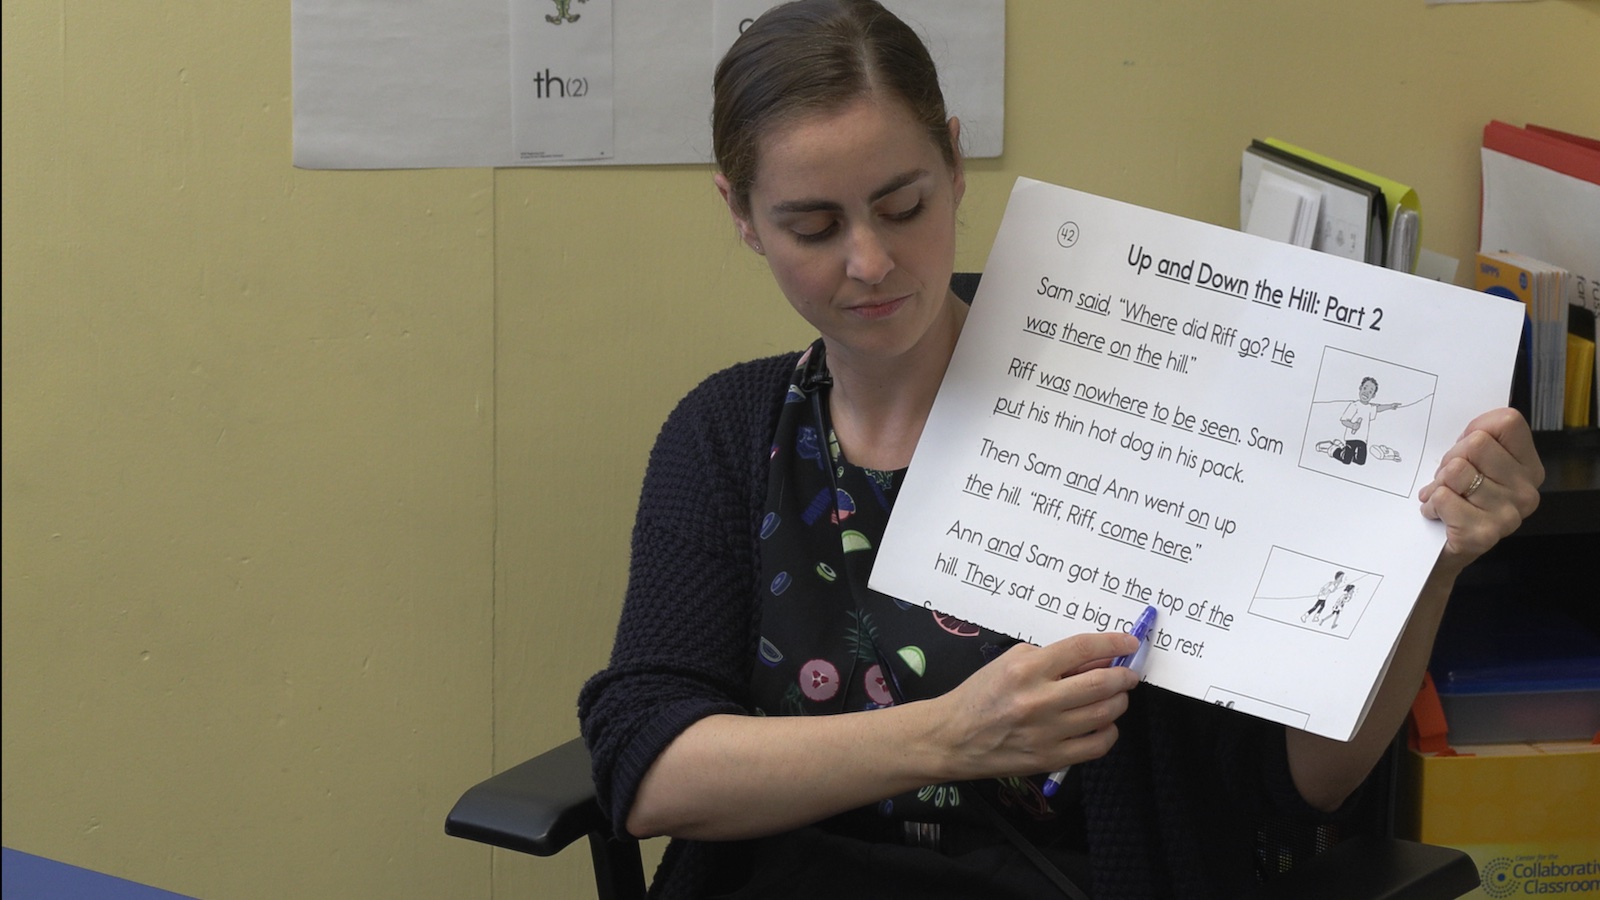 th(2)
42
Up and Down the Hill: Part 2
Sam said, “Where did Riff go? He
was there on the hill.”
Riff was nowhere to be seen. Sam
put his thin hot dog in his pack.
Then Sam and Ann went on up
the hill. “Riff, Riff, come here.”
Ann and Sam got to the top of the
hill. They sat on a big to rest.
SIPPS
Center for the
Collaborative
Classroom